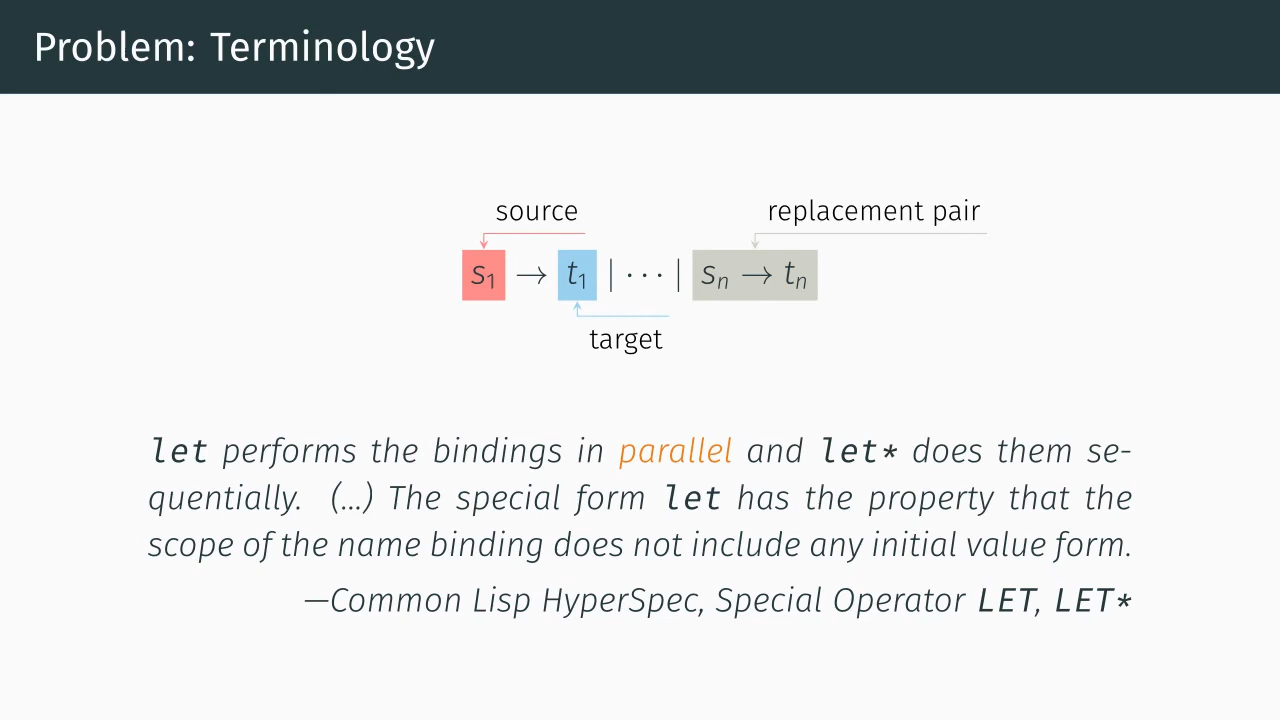 Problem: Terminology
source
replacement pair
s₁ → t₁ | ··· | sₙ → tₙ
target
let performs the bindings in parallel and let* does them se-
quentially. (...) The special form let has the property that the
scope of the name binding does not include any initial value form.
—Common Lisp HyperSpec, Special Operator LET, LET*